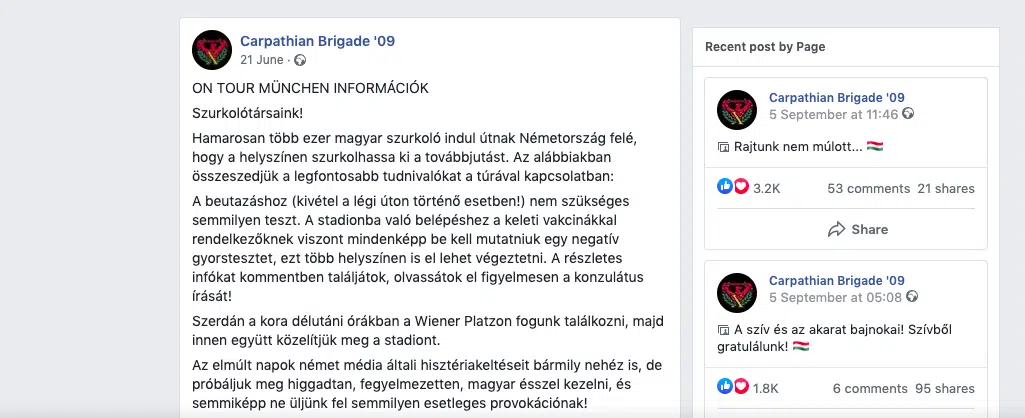 Carpathian Brigade '09
21 June ·
ON TOUR MÜNCHEN INFORMÁCIÓK
Szurkolótársaink!
Hamarosan több ezer magyar szurkoló indul útnak Németország felé,
hogy a helyszínen szurkolhassa ki a továbbjutást. Az alábbiakban
összeszedjük a legfontosabb tudnivalókat a túrával kapcsolatban:
A beutazáshoz (kivétel a légi úton történő esetben!) nem szükséges
semmilyen teszt. A stadionba való belépéshez a keleti vakcinákkal
rendelkezőknek viszont mindenképp be kell mutatniuk egy negatív
gyorstesztet, ezt több helyszínen is el lehet végeztetni. A részletes
infókat kommentben találjátok, olvassátok el figyelmesen a konzulátus
írását!
Szerdán a kora délutáni órákban a Wiener Platzon fogunk találkozni, majd
innen együtt közelítjük meg a stadiont.
Az elmúlt napok német média általi hisztériakeltéseit bármily nehéz is, de
próbáljuk meg higgadtan, fegyelmezetten, magyar ésszel kezelni, és
semmiképp ne üljünk fel semmilyen esetleges provokációnak!
Recent post by Page
Carpathian Brigade '09
5 September at 11:46
Rajtunk nem múlott... 🇭🇺
3.2K 53 comments 21 shares
Share
Carpathian Brigade '09
5 September at 05:08
A szív és az akarat bajnokai! Szívből
gratulálunk! 🇭🇺
1.8K 6 comments 95 shares